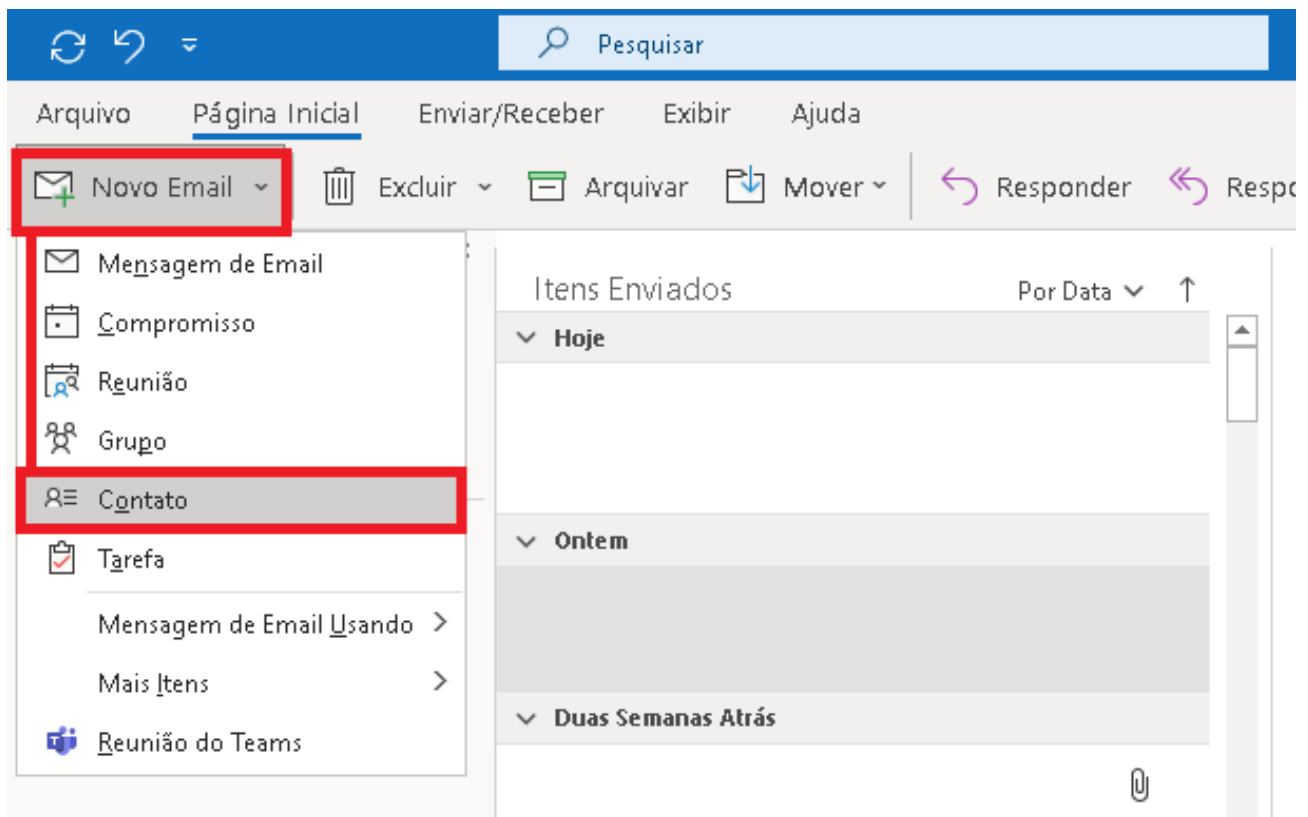 Pesquisar
Arquivo Página Inicial Enviar/Receber Exibir Ajuda
Novo Email Excluir Arquivar Mover Responder Respo
Mensagem de Email
Compromisso
Reunião
Grupo
Contato
Tarefa
Mensagem de Email Usando
Mais Itens
Reunião do Teams
Itens Enviados Por Data
Hoje
Ontem
Duas Semanas Atrás